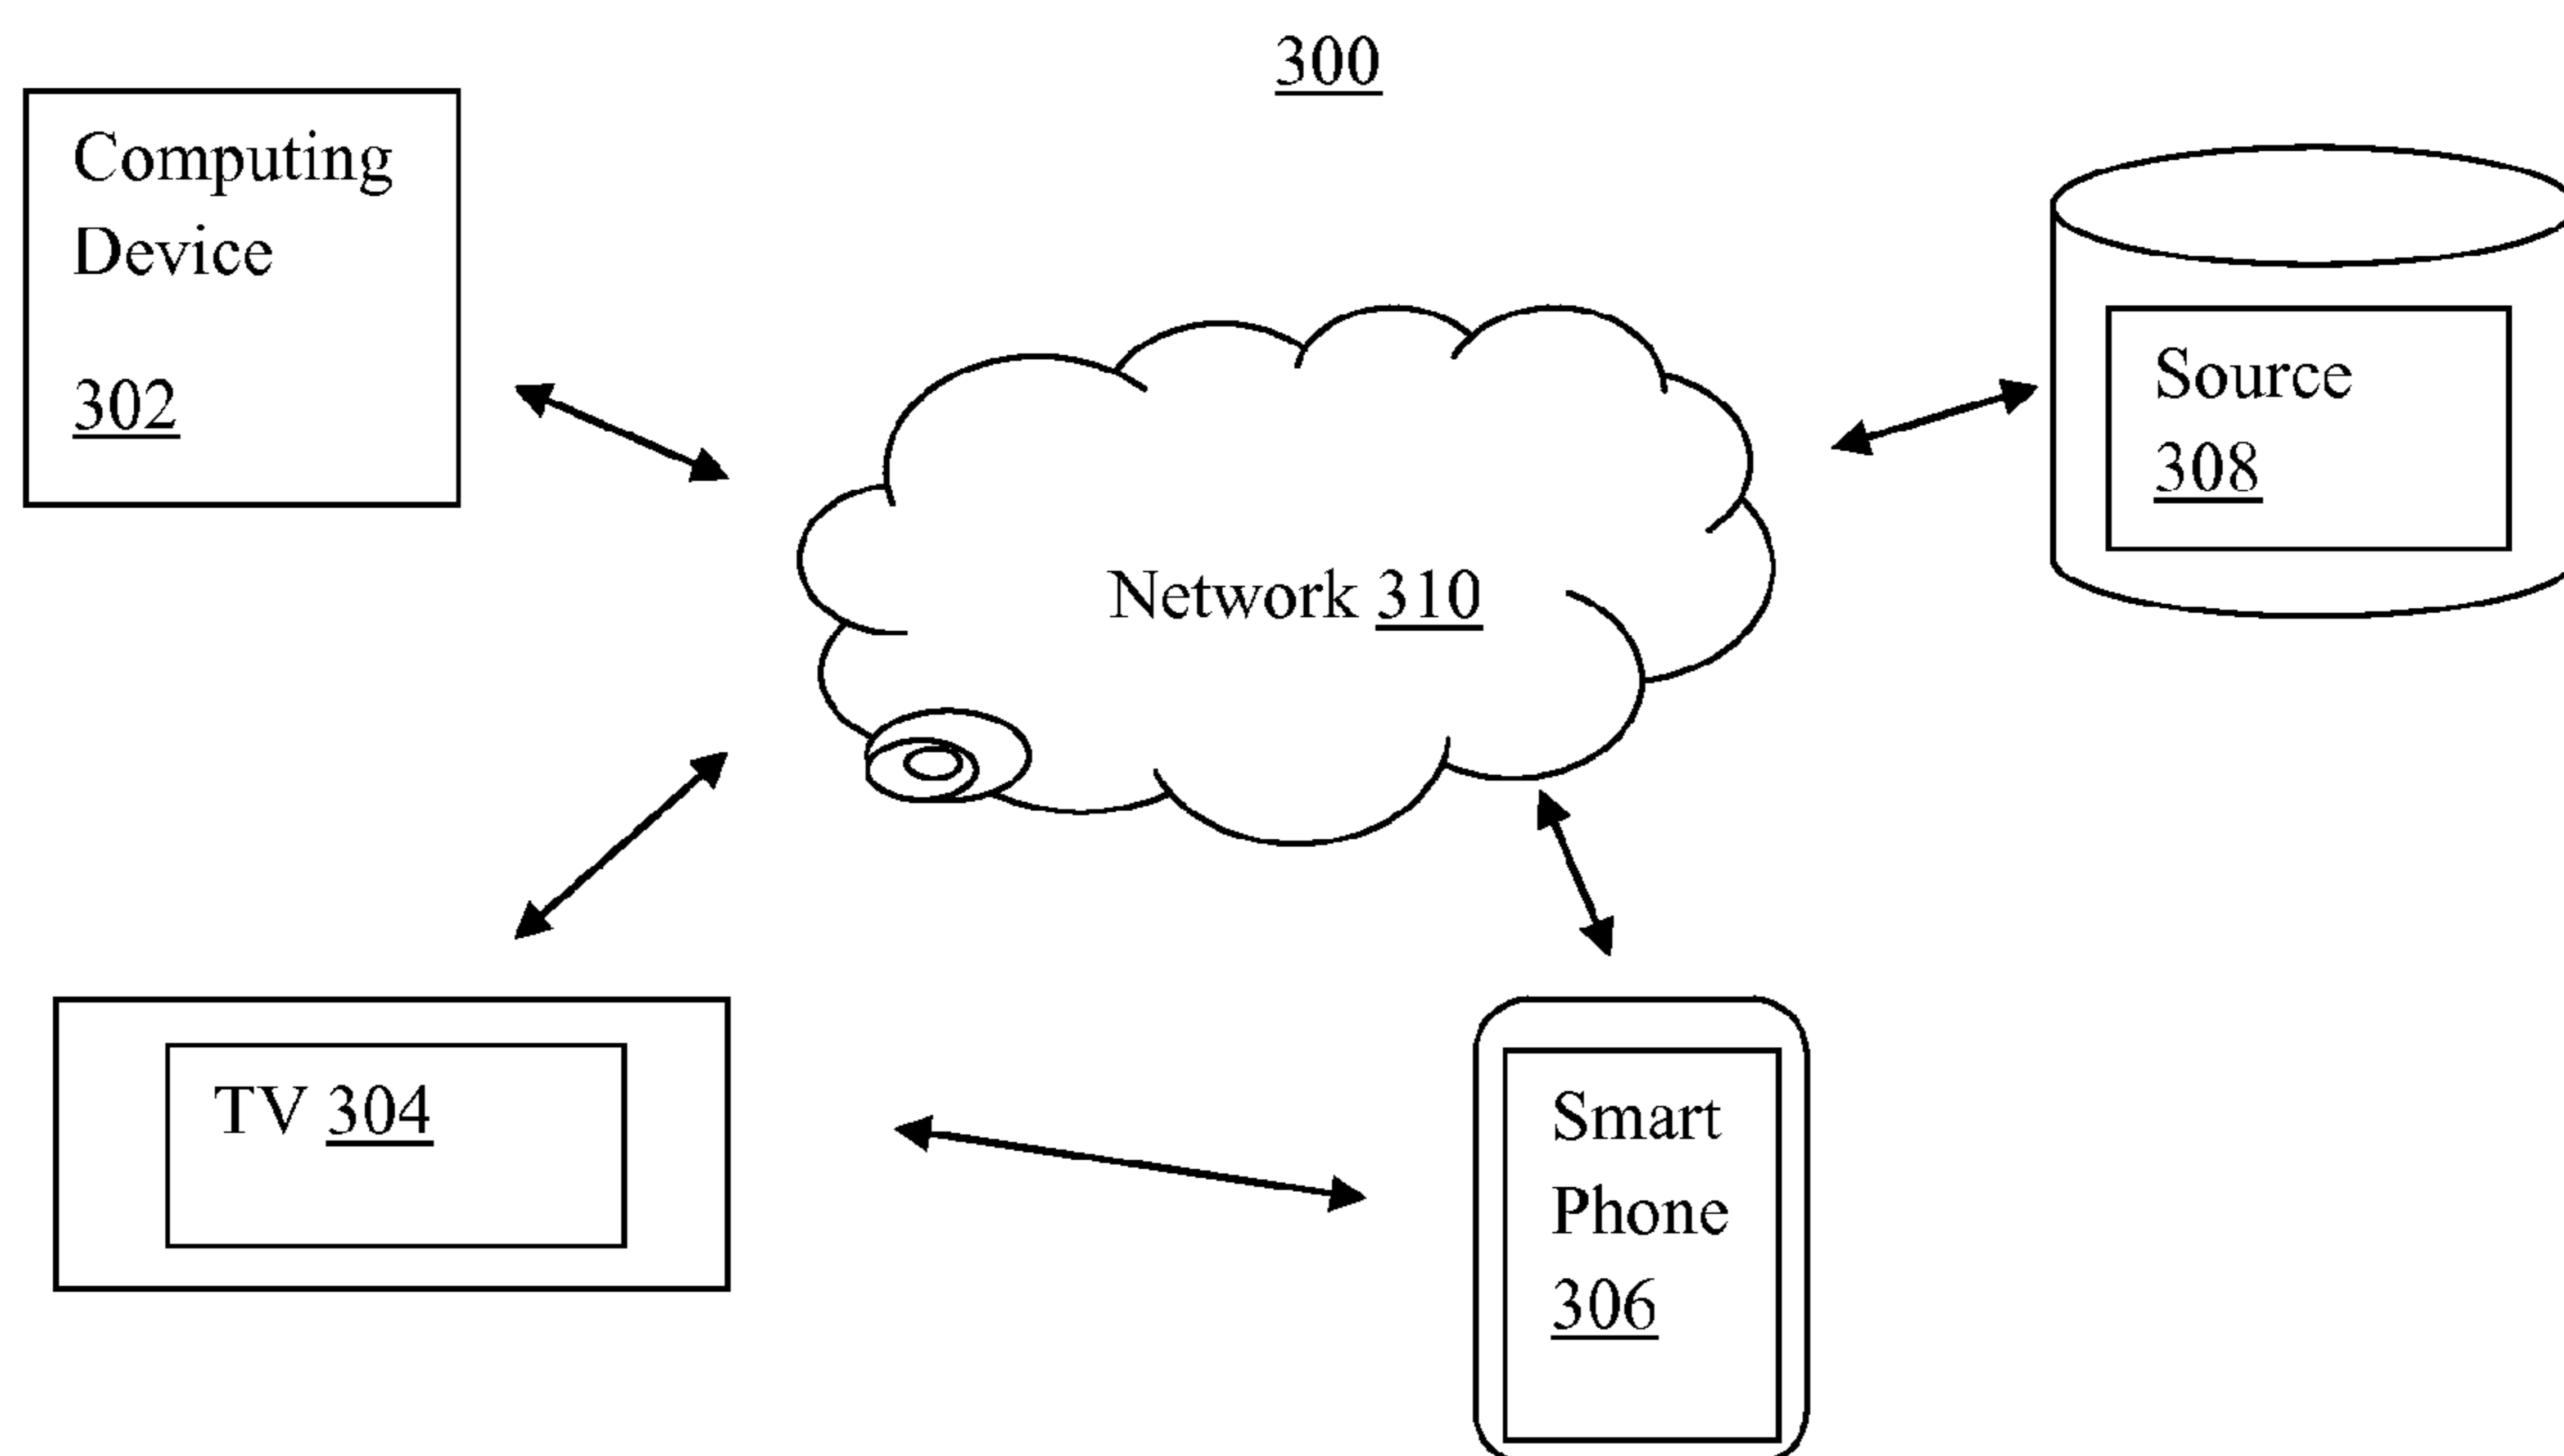 300
Computing
Device
302
Source
308
Network 310
TV 304
Smart
Phone
306